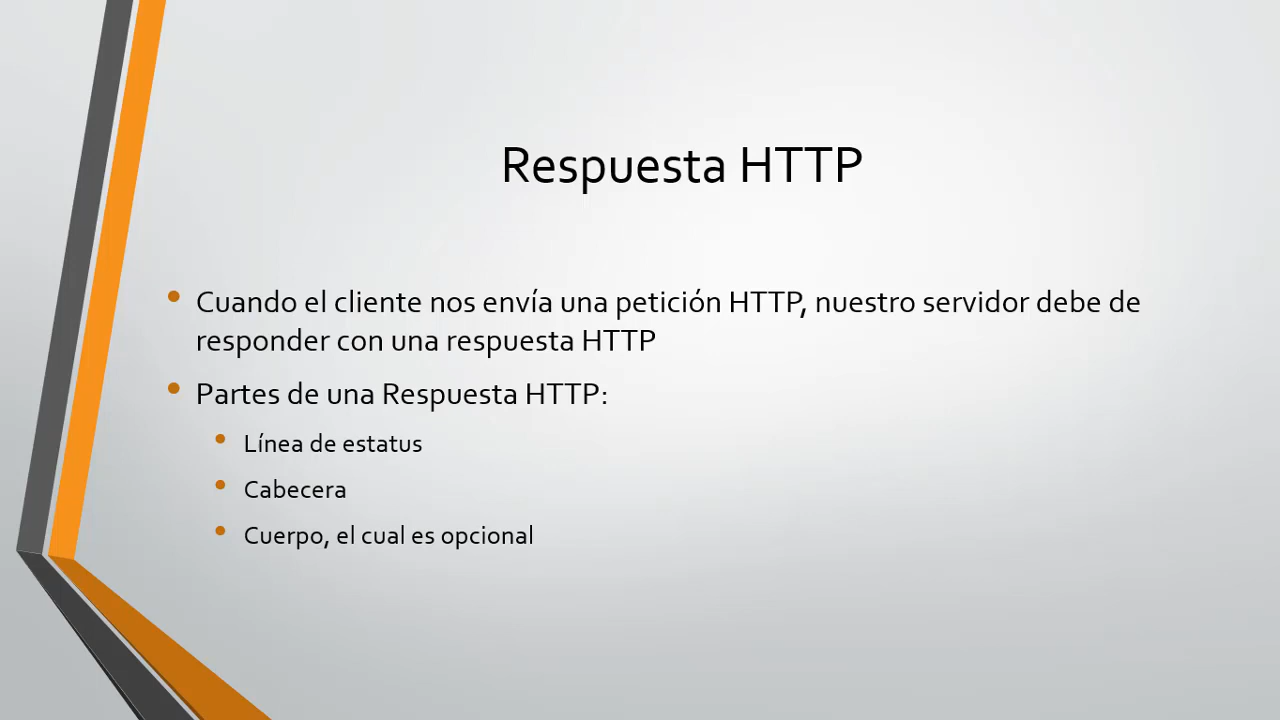 Respuesta HTTP
Cuando el cliente nos envía una petición HTTP, nuestro servidor debe de
responder con una respuesta HTTP
Partes de una Respuesta HTTP:
Línea de estatus
Cabecera
Cuerpo, el cual es opcional